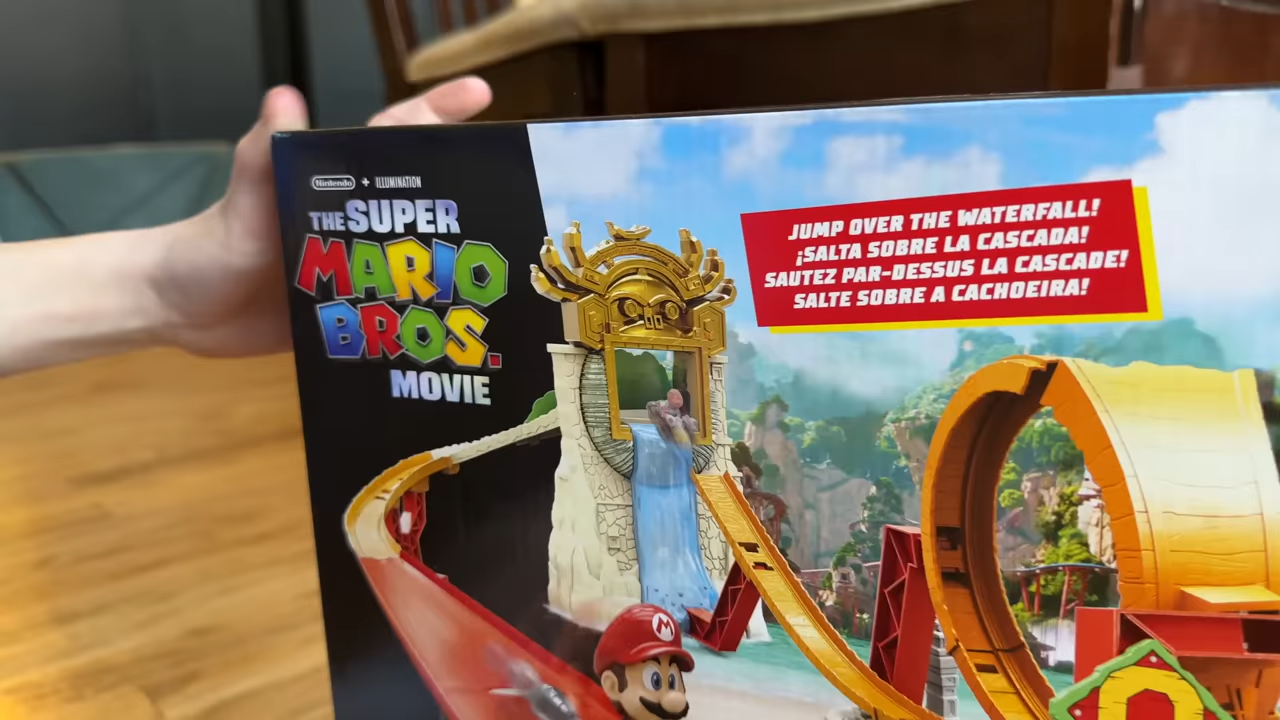 Nintendo + ILLUMINATION
THE SUPER
MARIO
BROS.
MOVIE
JUMP OVER THE WATERFALL!
¡SALTA SOBRE LA CASCADA!
SAUTEZ PAR-DESSUS LA CASCADE!
SALTE SOBRE A CACHOEIRA!
M